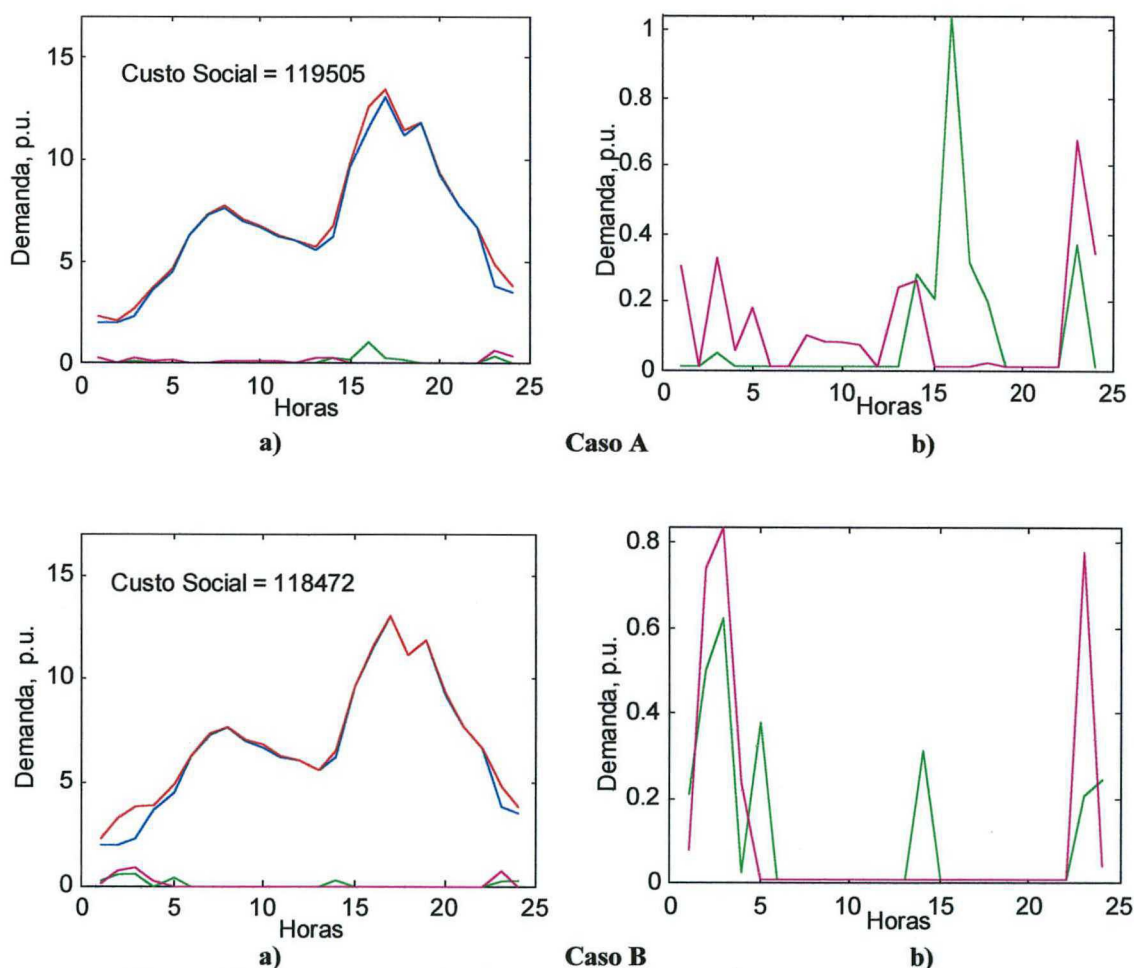 15
10
5
0
Demanda, p.u.
Custo Social = 119505
0 5 10 15 20 25
Horas
a)
1
0.8
0.6
0.4
0.2
0
Demanda, p.u.
0 5 10 15 20 25
Horas
b)
Caso A
15
10
5
0
Demanda, p.u.
Custo Social = 118472
0 5 10 15 20 25
Horas
a)
0.8
0.6
0.4
0.2
0
Demanda, p.u.
0 5 10 15 20 25
Horas
b)
Caso B